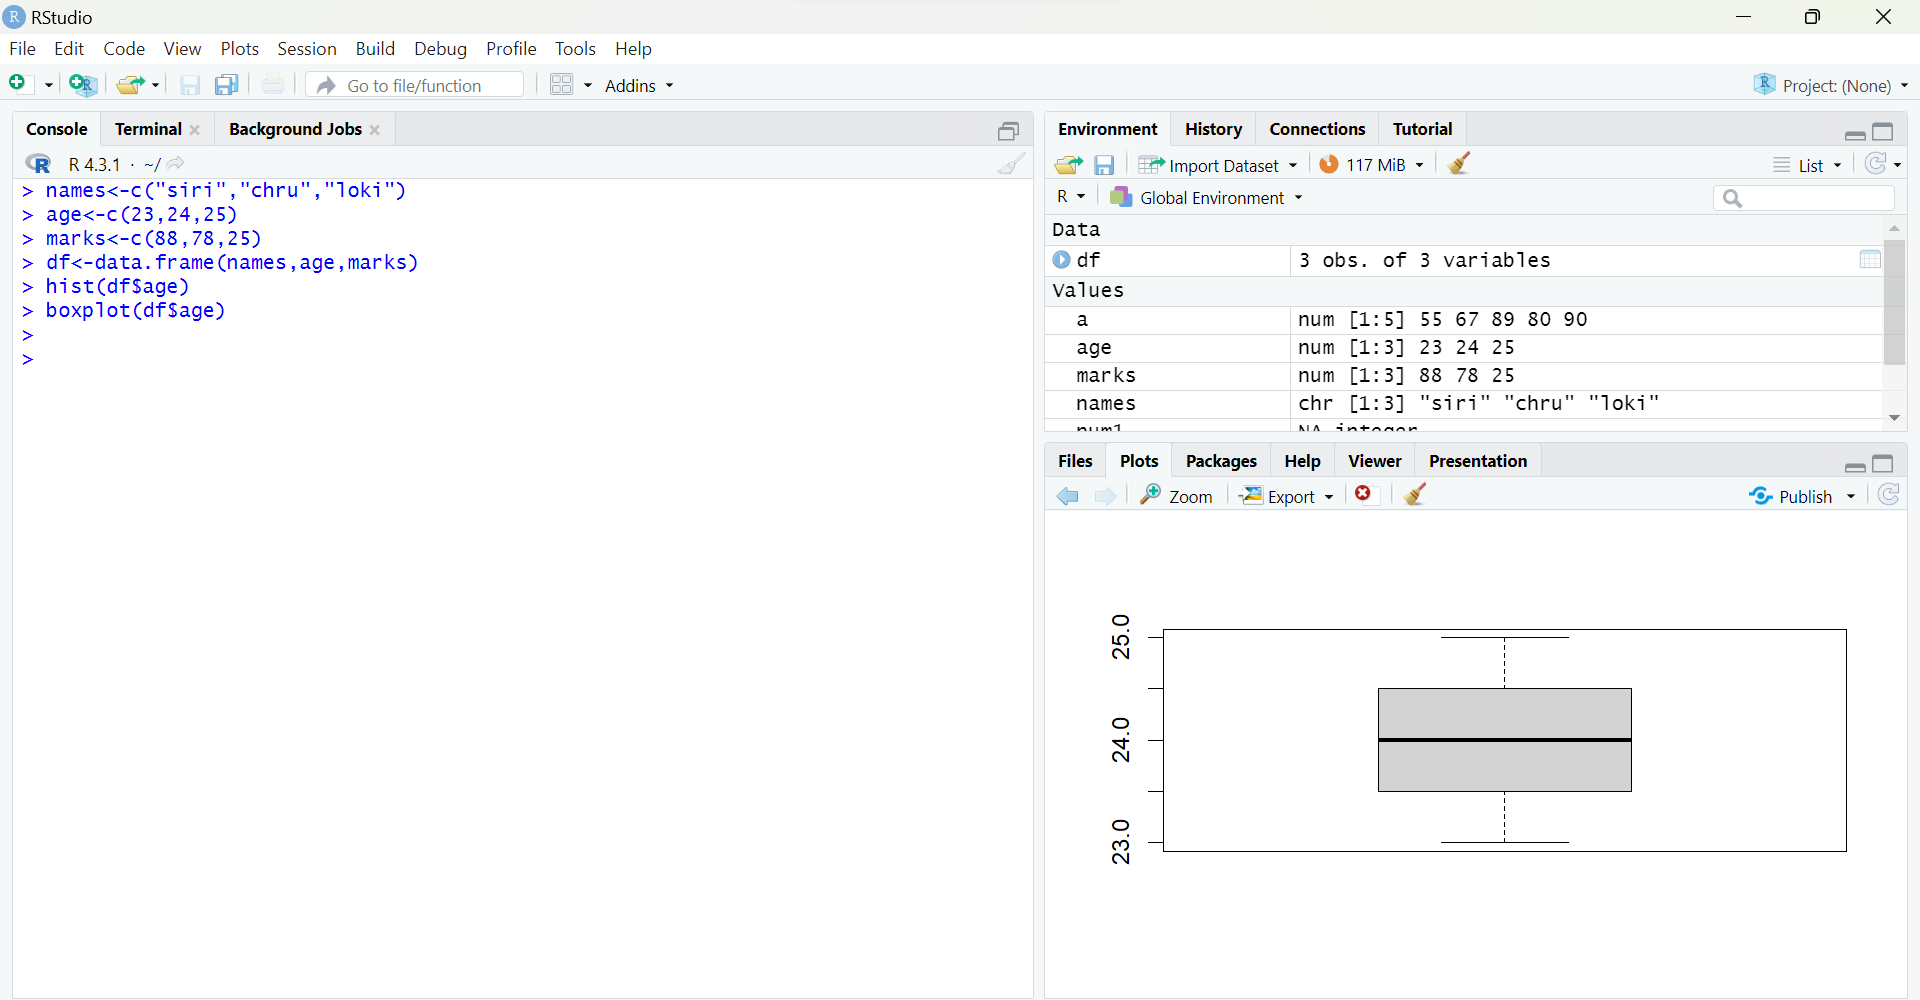 RStudio
File Edit Code View Plots Session Build Debug Profile Tools Help
Go to file/function Addins Project: (None)
Console Terminal Background Jobs
R 4.3.1 · ~/
> names<-c("siri","chru","loki")
> age<-c(23,24,25)
> marks<-c(88,78,25)
> df<-data.frame(names,age,marks)
> hist(df$age)
> boxplot(df$age)
>
>
Environment History Connections Tutorial
Import Dataset 117 MiB List
R Global Environment
Data
df 3 obs. of 3 variables
Values
a num [1:5] 55 67 89 80 90
age num [1:3] 23 24 25
marks num [1:3] 88 78 25
names chr [1:3] "siri" "chru" "loki"
num1 NA integer
Files Plots Packages Help Viewer Presentation
Zoom Export Publish
25.0
24.0
23.0